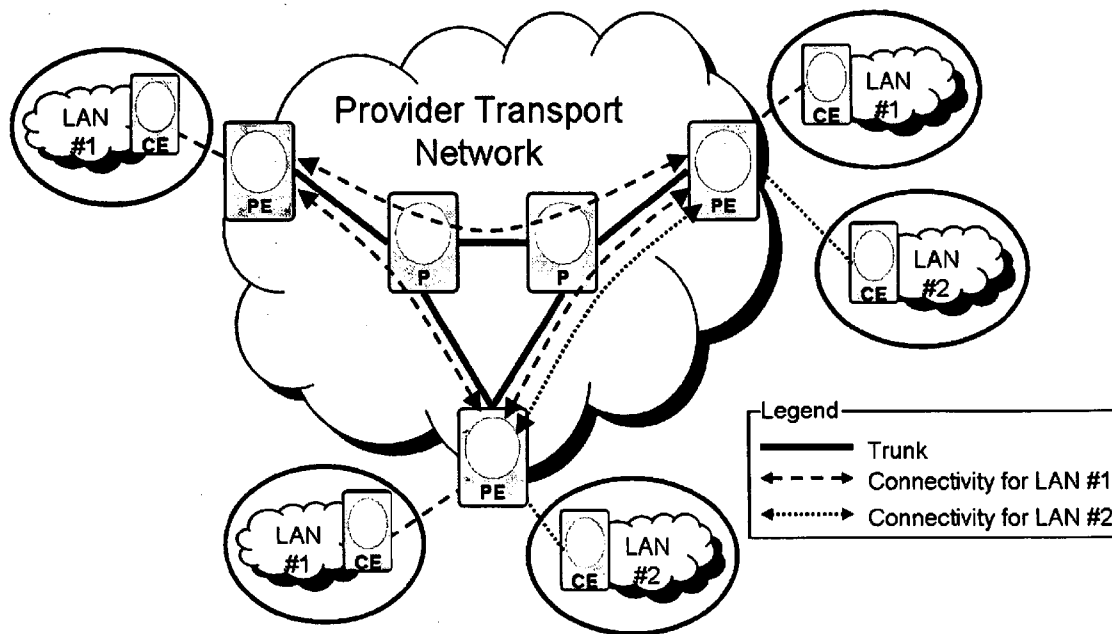 Provider Transport
Network
LAN
#1
CE
PE
P
P
PE
CE
LAN
#1
CE
LAN
#2
PE
LAN
#1
CE
CE
LAN
#2
Legend
Trunk
Connectivity for LAN #1
Connectivity for LAN #2